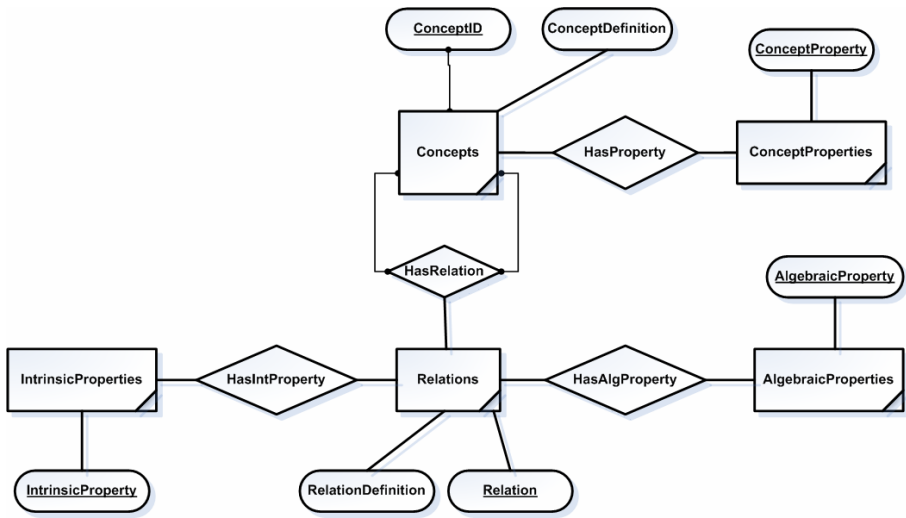 ConceptID
ConceptDefinition
ConceptProperty
Concepts
HasProperty
ConceptProperties
HasRelation
AlgebraicProperty
IntrinsicProperties
HasIntProperty
Relations
HasAlgProperty
AlgebraicProperties
IntrinsicProperty
RelationDefinition
Relation